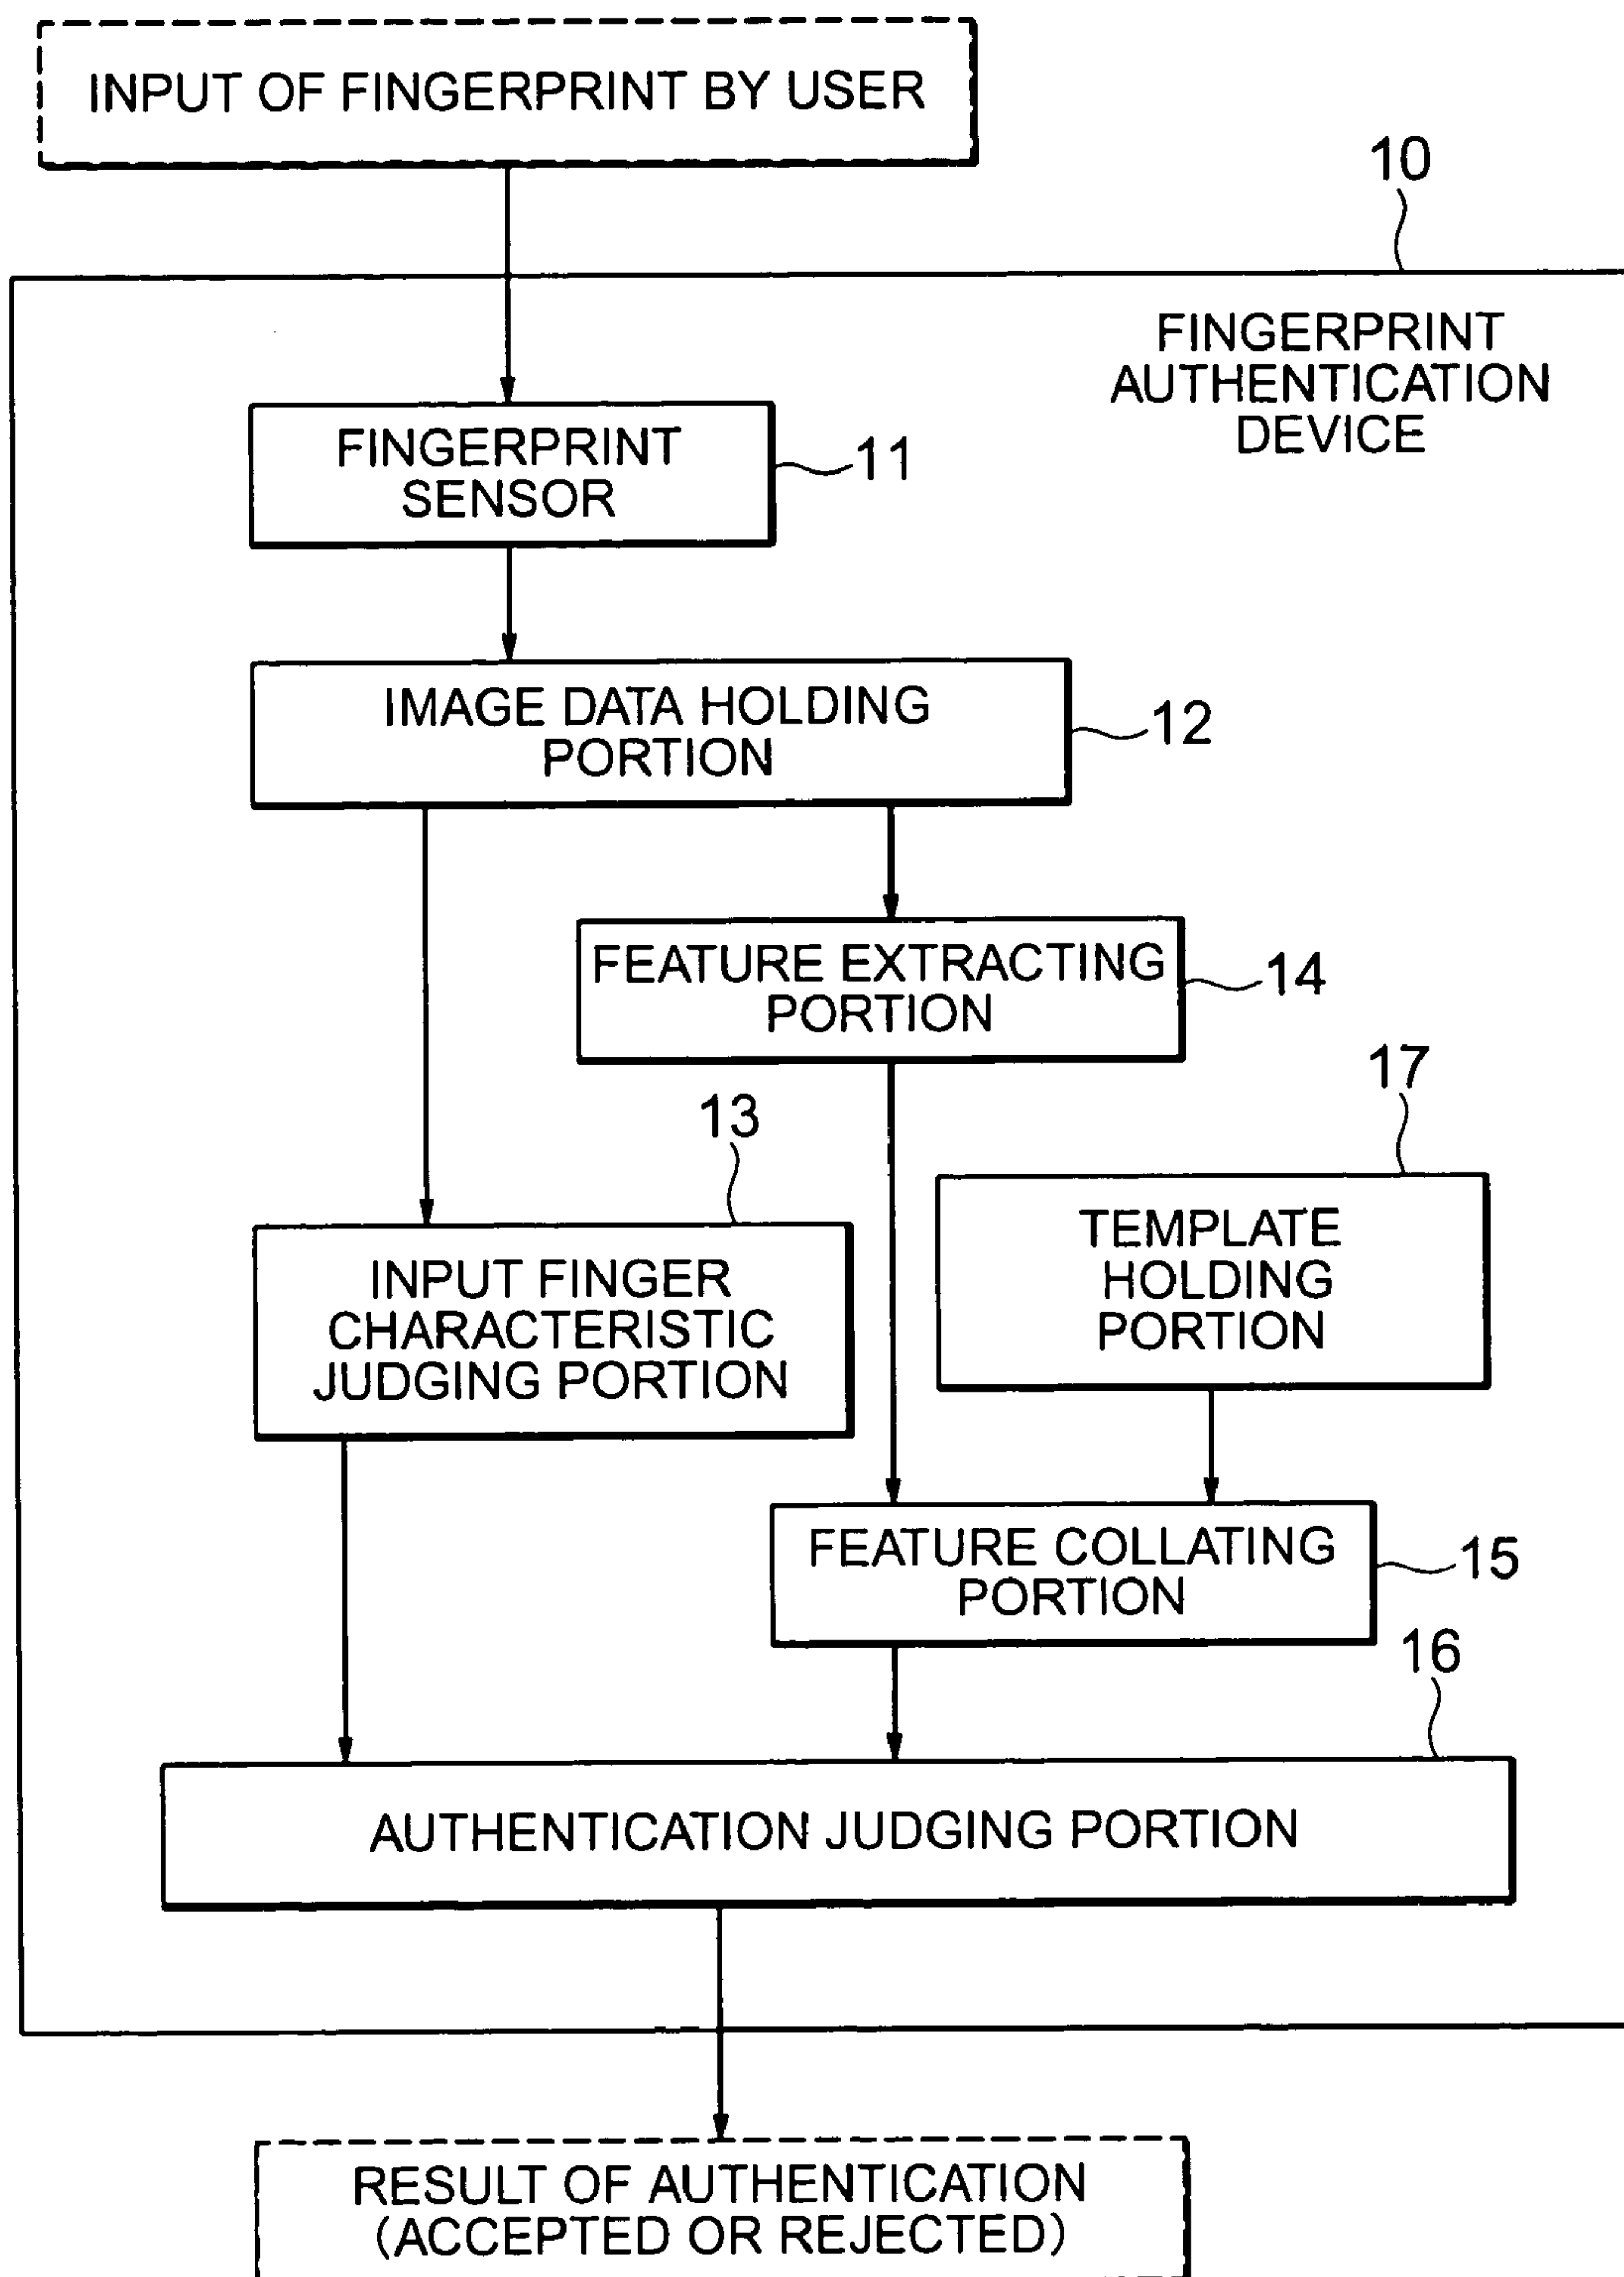 INPUT OF FINGERPRINT BY USER
10
FINGERPRINT
AUTHENTICATION
DEVICE
FINGERPRINT
SENSOR
11
IMAGE DATA HOLDING
PORTION
12
FEATURE EXTRACTING
PORTION
14
17
13
TEMPLATE
HOLDING
PORTION
INPUT FINGER
CHARACTERISTIC
JUDGING PORTION
FEATURE COLLATING
PORTION
15
16
AUTHENTICATION JUDGING PORTION
RESULT OF AUTHENTICATION
(ACCEPTED OR REJECTED)